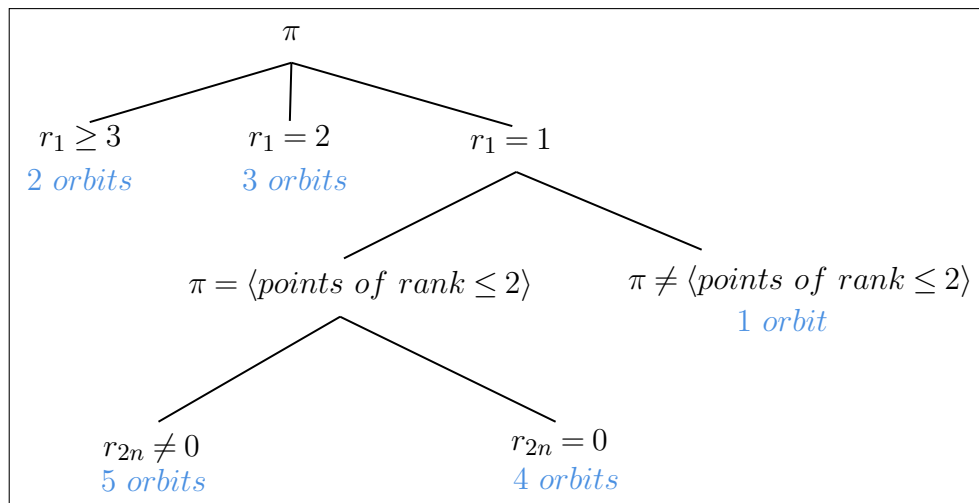 π
r₁ ≥ 3 r₁ = 2 r₁ = 1
2 orbits 3 orbits
π = ⟨points of rank ≤ 2⟩ π ≠ ⟨points of rank ≤ 2⟩
1 orbit
r₂ₙ ≠ 0 r₂ₙ = 0
5 orbits 4 orbits